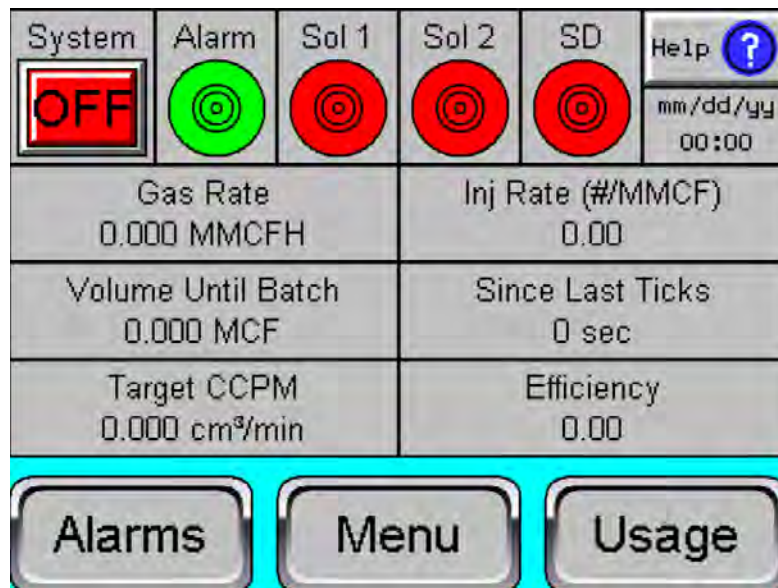 System Alarm Sol 1 Sol 2 SD Help ?
OFF
mm/dd/yy
00:00
Gas Rate Inj Rate (#/MMCF)
0.000 MMCFH 0.00
Volume Until Batch Since Last Ticks
0.000 MCF 0 sec
Target CCPM Efficiency
0.000 cm³/min 0.00
Alarms Menu Usage